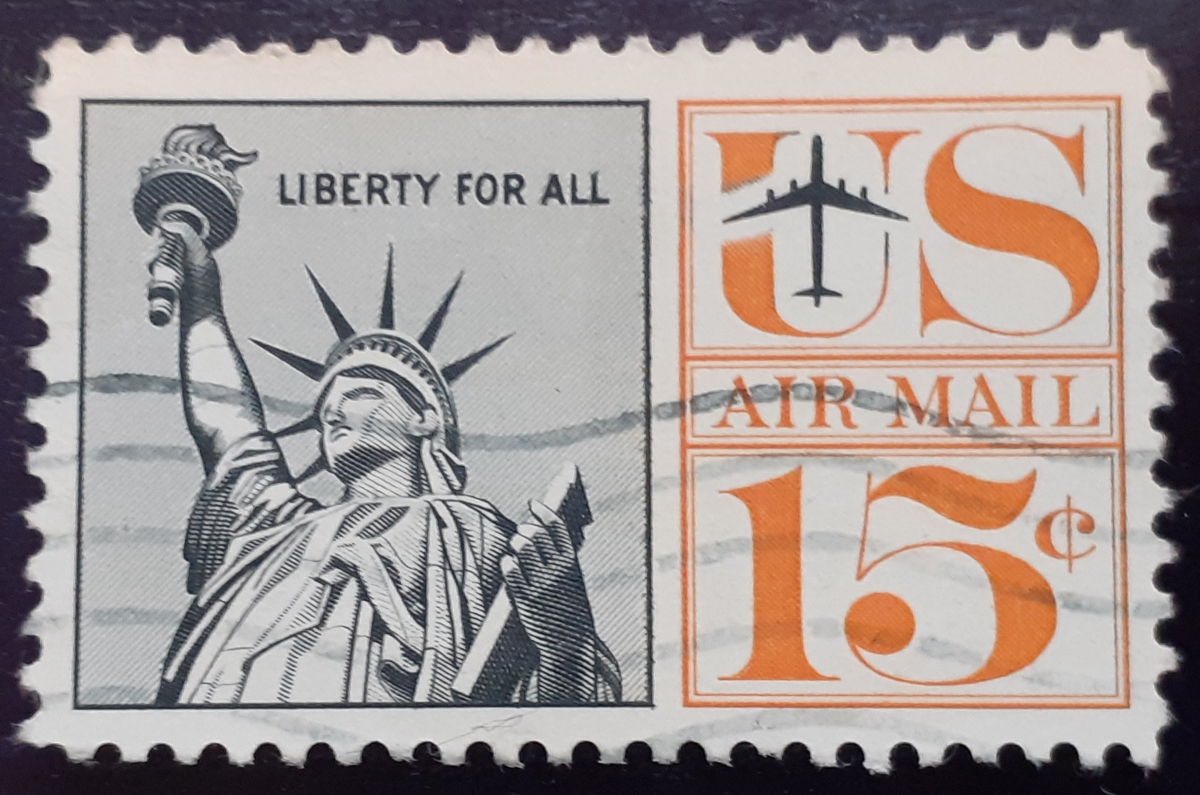 LIBERTY FOR ALL
US
AIR MAIL
15¢